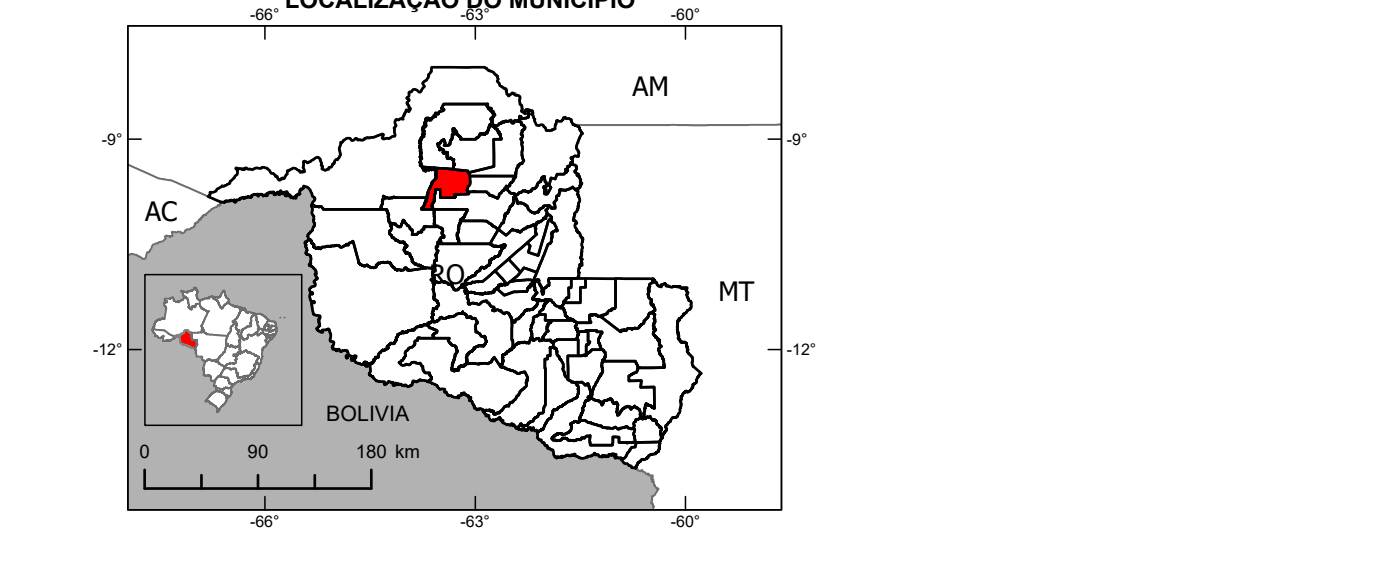 LOCALIZAÇÃO DO MUNICÍPIO
-66° -63° -60°
AM
-9° -9°
AC
RO
MT
-12° -12°
BOLIVIA
0 90 180 km
-66° -63° -60°